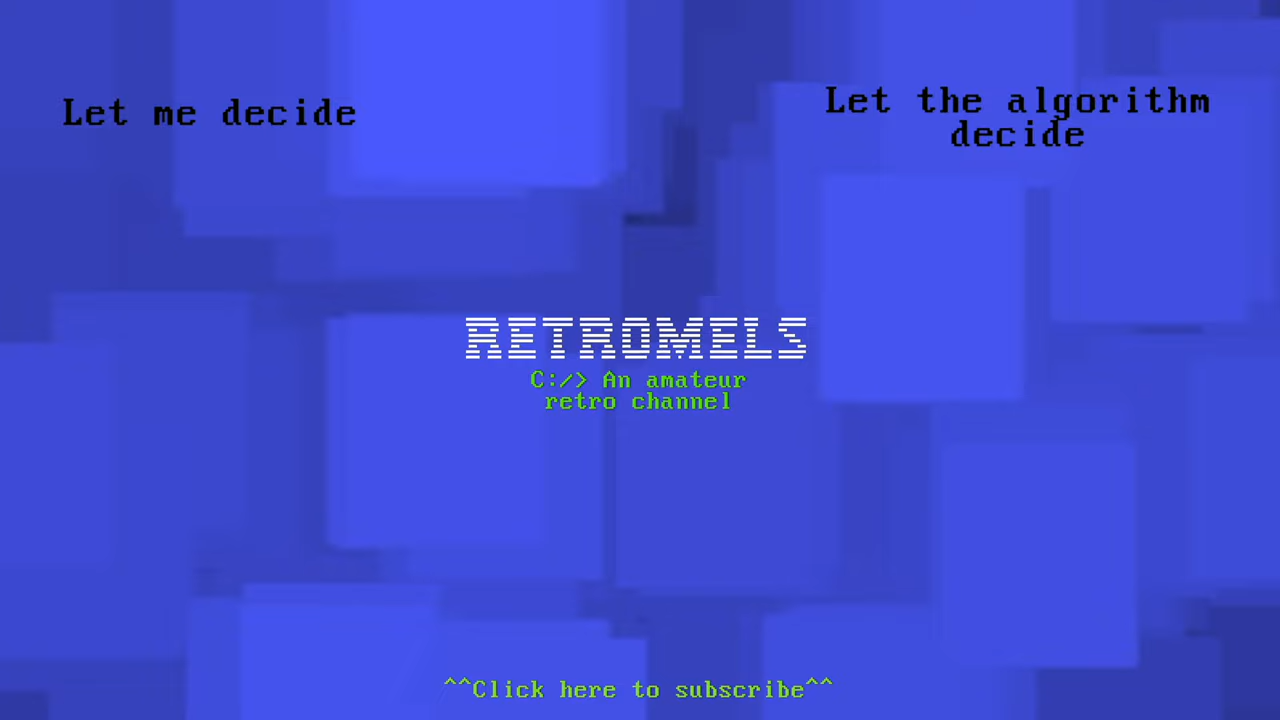 Let me decide
Let the algorithm
decide
RETROMELS
C:/> An amateur
retro channel
^^Click here to subscribe^^